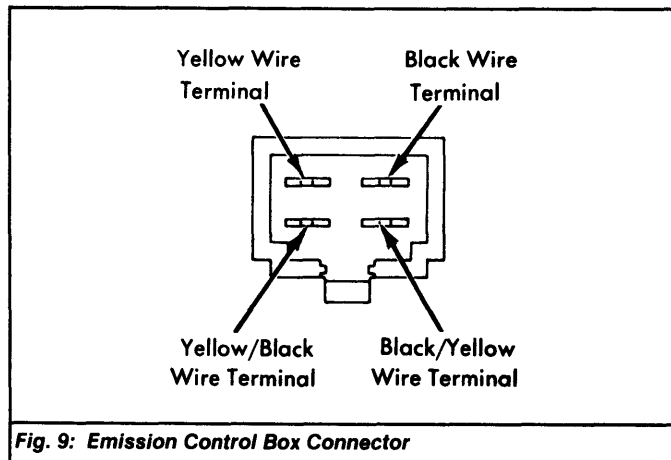 Yellow Wire
Terminal
Black Wire
Terminal
Yellow/Black
Wire Terminal
Black/Yellow
Wire Terminal
Fig. 9: Emission Control Box Connector